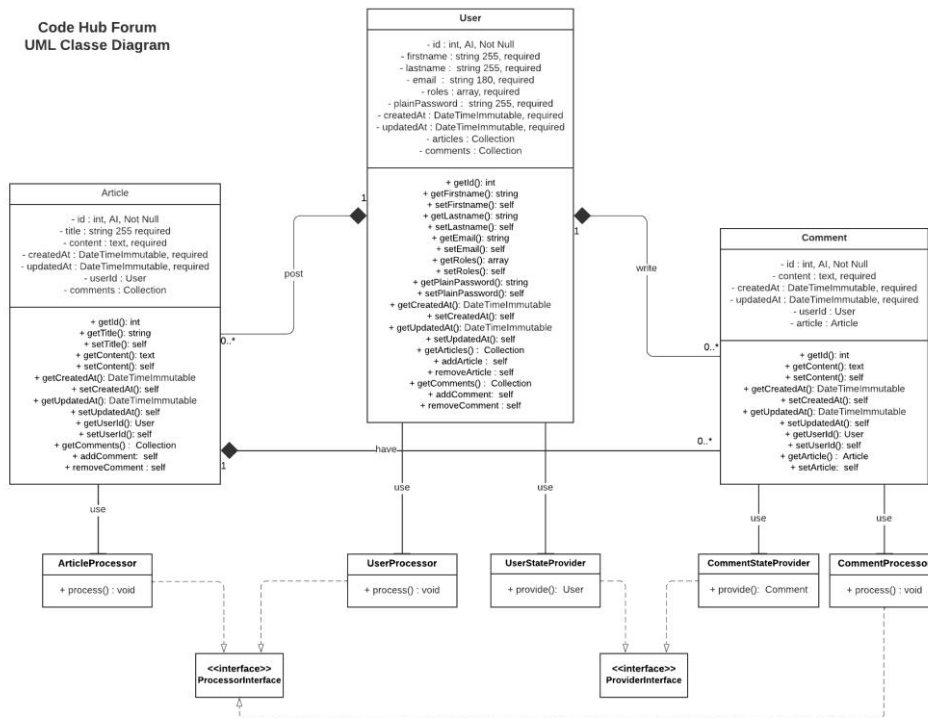 Code Hub Forum
UML Classe Diagram
User
- id : int, AI, Not Null
- firstname : string 255, required
- lastname : string 255, required
- email : string 180, required
- roles : array, required
- plainPassword : string 255, required
- createdAt : DateTimeImmutable, required
- updatedAt : DateTimeImmutable, required
- articles : Collection
- comments : Collection
+ getId(): int
+ getFirstname(): string
+ setFirstname(): self
+ getLastname(): string
+ setLastname(): self
+ getEmail(): string
+ setEmail(): self
+ getRoles(): array
+ setRoles(): self
+ getPlainPassword(): string
+ setPlainPassword(): self
+ getCreatedAt(): DateTimeImmutable
+ setCreatedAt(): self
+ getUpdatedAt(): DateTimeImmutable
+ setUpdatedAt(): self
+ getArticles() : Collection
+ addArticle : self
+ removeArticle : self
+ getComments() : Collection
+ addComment: self
+ removeComment : self
Article
- id : int, AI, Not Null
- title : string 255 required
- content : text, required
- createdAt : DateTimeImmutable, required
- updatedAt : DateTimeImmutable, required
- userId : User
- comments : Collection
+ getId(): int
+ getTitle(): string
+ setTitle(): self
+ getContent(): text
+ setContent(): self
+ getCreatedAt(): DateTimeImmutable
+ setCreatedAt(): self
+ getUpdatedAt(): DateTimeImmutable
+ setUpdatedAt(): self
+ getUserId(): User
+ setUserId(): self
+ getComments() : Collection
+ addComment: self
+ removeComment : self
1
post
0..*
1
write
0..*
Comment
- id : int, AI, Not Null
- content : text, required
- createdAt : DateTimeImmutable, required
- updatedAt : DateTimeImmutable, required
- userId : User
- article : Article
+ getId(): int
+ getContent(): text
+ setContent(): self
+ getCreatedAt(): DateTimeImmutable
+ setCreatedAt(): self
+ getUpdatedAt(): DateTimeImmutable
+ setUpdatedAt(): self
+ getUserId(): User
+ setUserId(): self
+ getArticle() : Article
+ setArticle: self
1
have
0..*
use
use
use
use
use
ArticleProcessor
+ process() : void
UserProcessor
+ process() : void
UserStateProvider
+ provide(): User
CommentStateProvider
+ provide(): Comment
CommentProcessor
+ process() : void
<<interface>>
ProcessorInterface
<<interface>>
ProviderInterface